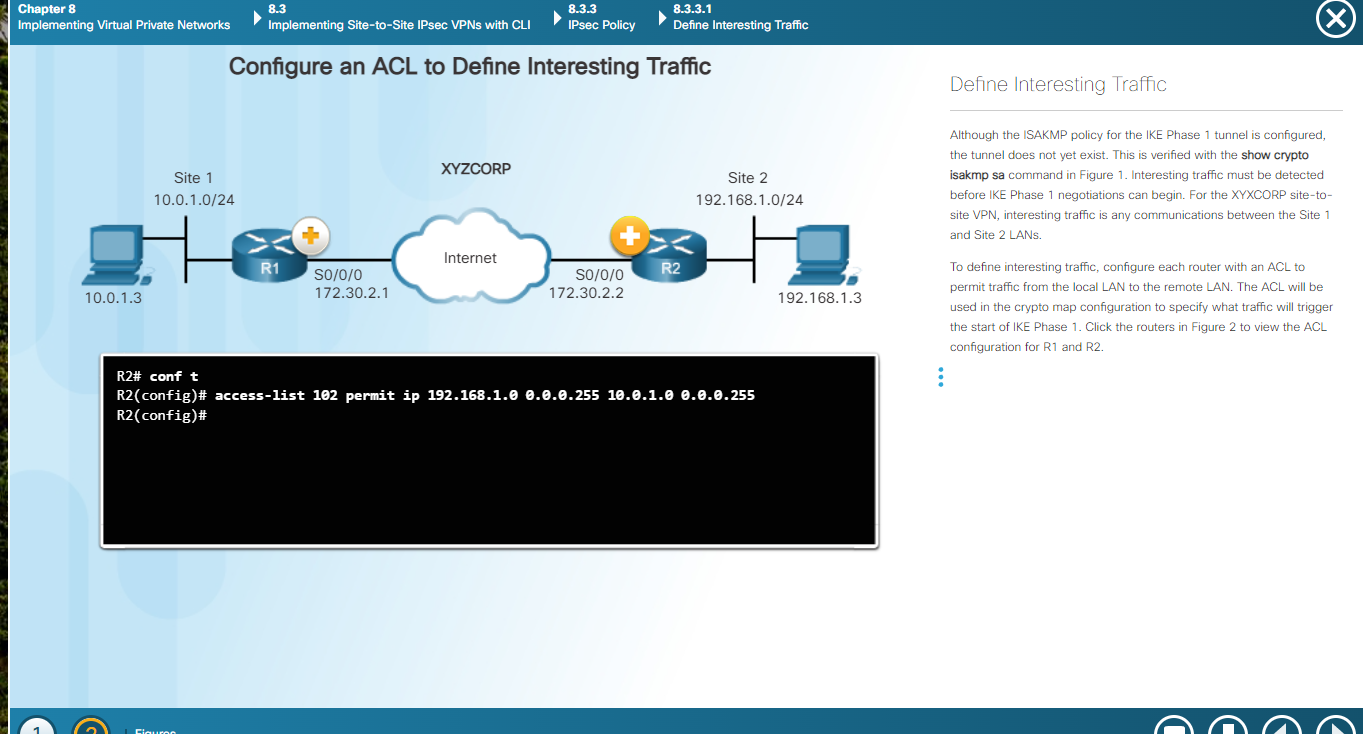 Chapter 8
Implementing Virtual Private Networks
8.3
Implementing Site-to-Site IPsec VPNs with CLI
8.3.3
IPsec Policy
8.3.3.1
Define Interesting Traffic
Configure an ACL to Define Interesting Traffic
XYZCORP
Site 1
10.0.1.0/24
Site 2
192.168.1.0/24
R1
S0/0/0
172.30.2.1
Internet
S0/0/0
172.30.2.2
R2
10.0.1.3
192.168.1.3
R2# conf t
R2(config)# access-list 102 permit ip 192.168.1.0 0.0.0.255 10.0.1.0 0.0.0.255
R2(config)#
Define Interesting Traffic
Although the ISAKMP policy for the IKE Phase 1 tunnel is configured,
the tunnel does not yet exist. This is verified with the show crypto
isakmp sa command in Figure 1. Interesting traffic must be detected
before IKE Phase 1 negotiations can begin. For the XYXCORP site-to-
site VPN, interesting traffic is any communications between the Site 1
and Site 2 LANs.
To define interesting traffic, configure each router with an ACL to
permit traffic from the local LAN to the remote LAN. The ACL will be
used in the crypto map configuration to specify what traffic will trigger
the start of IKE Phase 1. Click the routers in Figure 2 to view the ACL
configuration for R1 and R2.
1
2
Figures